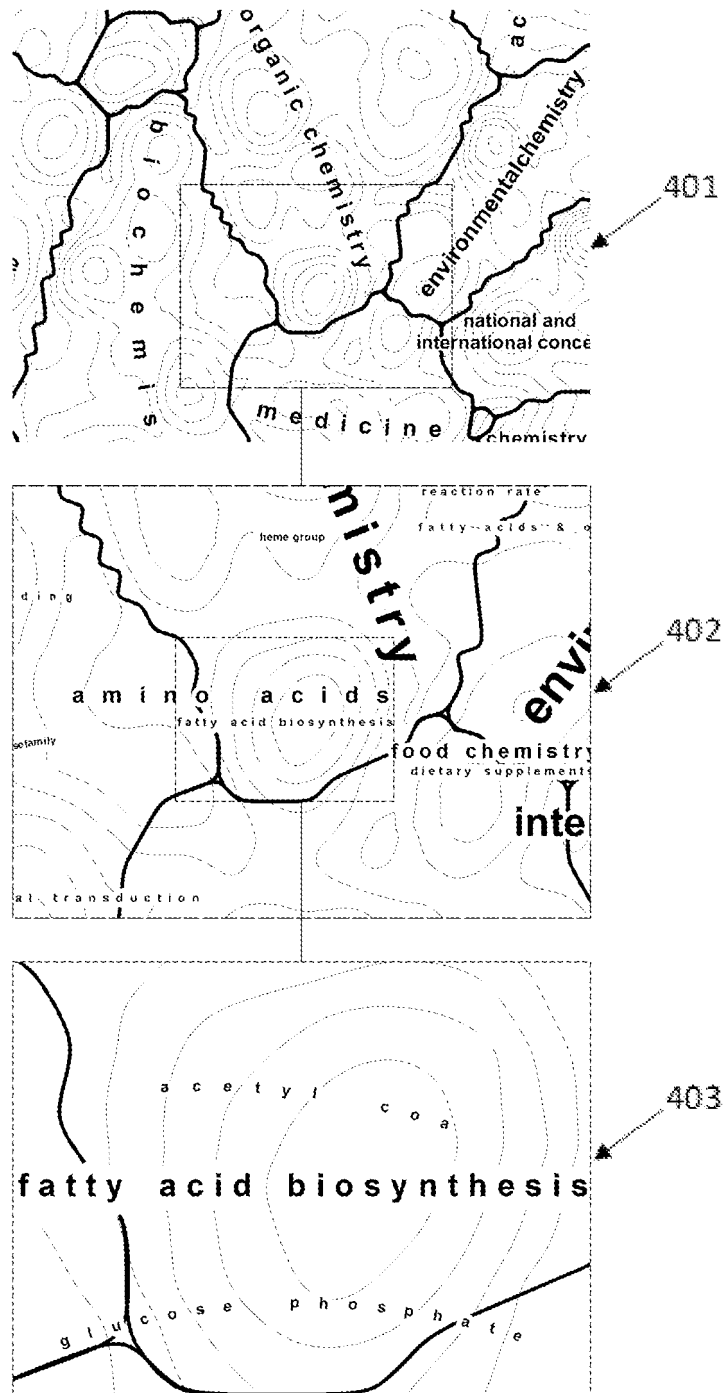 organic chemistry
ac
biochemis
environmentalchemistry
401
national and
international conce
medicine
chemistry
nistry
reaction rate
fatty acids & o
heme group
ding
402
envi
amino acids
fatty acid biosynthesis
food chemistry
dietary supplements
inte
al transduction
403
acetyl coa
fatty acid biosynthesis
glucose phosphate